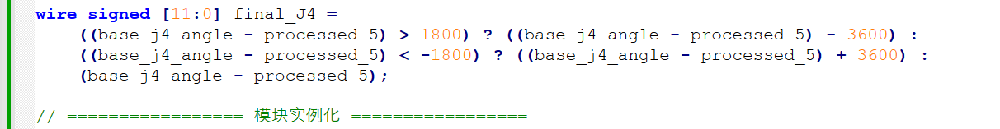 wire signed [11:0] final_J4 =
((base_j4_angle - processed_5) > 1800) ? ((base_j4_angle - processed_5) - 3600) :
((base_j4_angle - processed_5) < -1800) ? ((base_j4_angle - processed_5) + 3600) :
(base_j4_angle - processed_5);
// ================= 模块实例化 =================